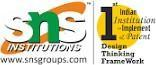 SNS
INSTITUTIONS
www.snsgroups.com
1st Indian
Institution
to Implement
a Patent
Design
Thinking
FrameWork